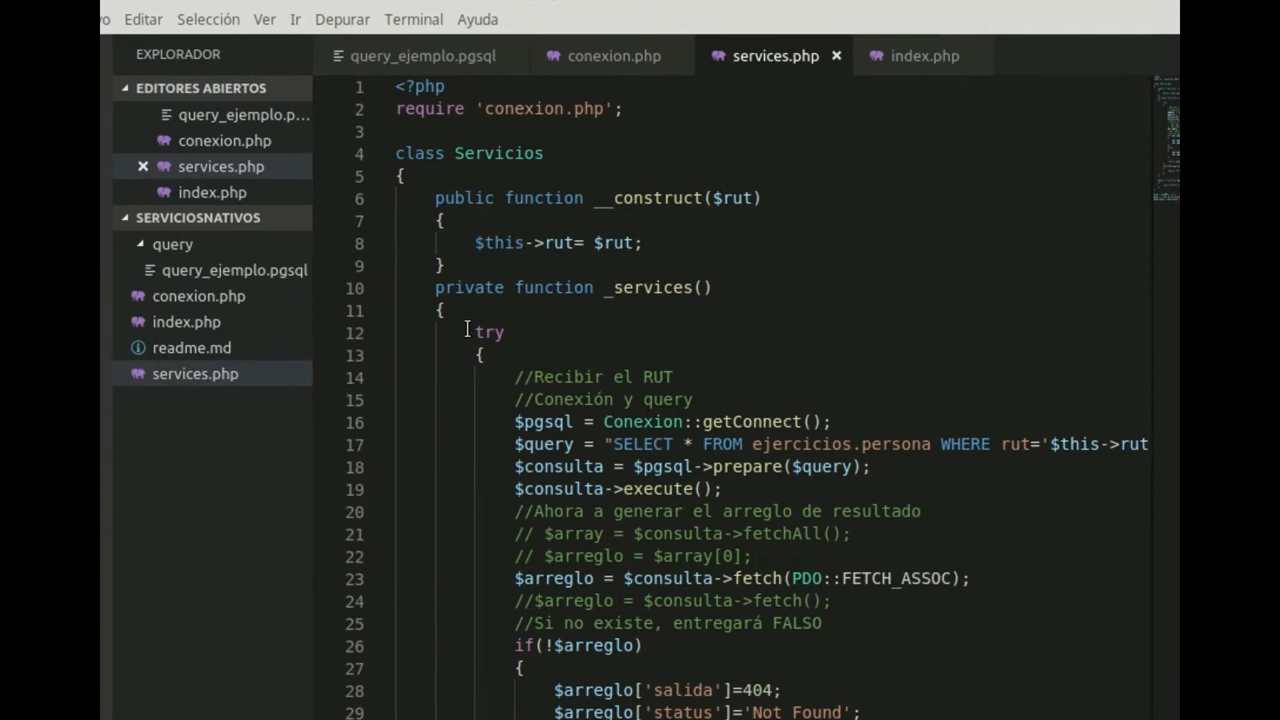 vo Editar Selección Ver Ir Depurar Terminal Ayuda
EXPLORADOR
EDITORES ABIERTOS
query_ejemplo.p...
conexion.php
services.php
index.php
SERVICIOSNATIVOS
query
query_ejemplo.pgsql
conexion.php
index.php
readme.md
services.php
query_ejemplo.pgsql conexion.php services.php index.php
1 <?php
2 require 'conexion.php';
3
4 class Servicios
5 {
6 public function __construct($rut)
7 {
8 $this->rut= $rut;
9 }
10 private function _services()
11 {
12 try
13 {
14 //Recibir el RUT
15 //Conexión y query
16 $pgsql = Conexion::getConnect();
17 $query = "SELECT * FROM ejercicios.persona WHERE rut='$this->rut
18 $consulta = $pgsql->prepare($query);
19 $consulta->execute();
20 //Ahora a generar el arreglo de resultado
21 // $array = $consulta->fetchAll();
22 // $arreglo = $array[0];
23 $arreglo = $consulta->fetch(PDO::FETCH_ASSOC);
24 //$arreglo = $consulta->fetch();
25 //Si no existe, entregará FALSO
26 if(!$arreglo)
27 {
28 $arreglo['salida']=404;
29 $arreglo['status']='Not Found';